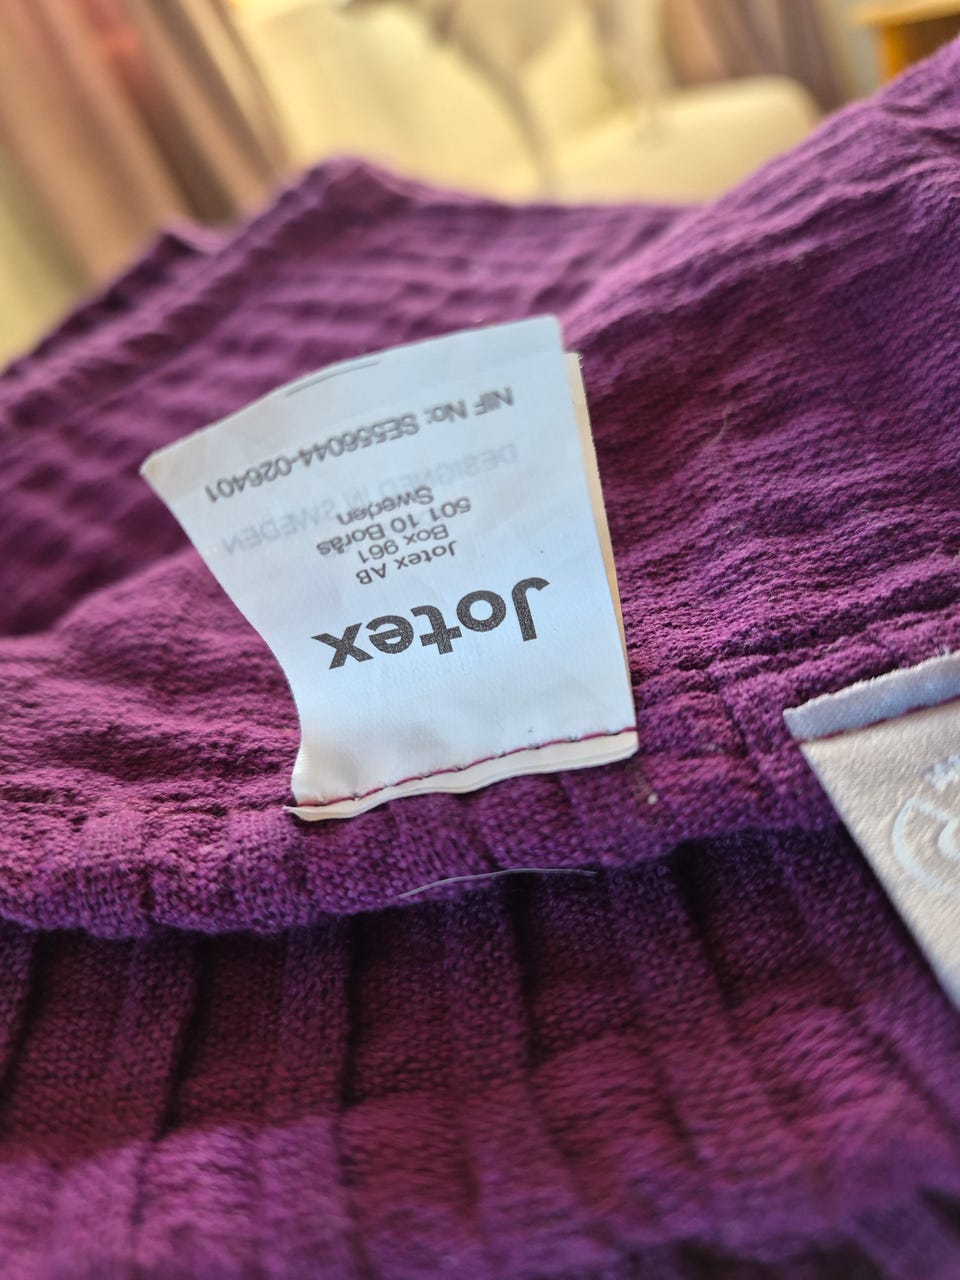 Jotex
Jotex AB
Box 961
501 10 Borås
Sweden
DESIGNED IN SWEDEN
NIF No: SE556044-026401